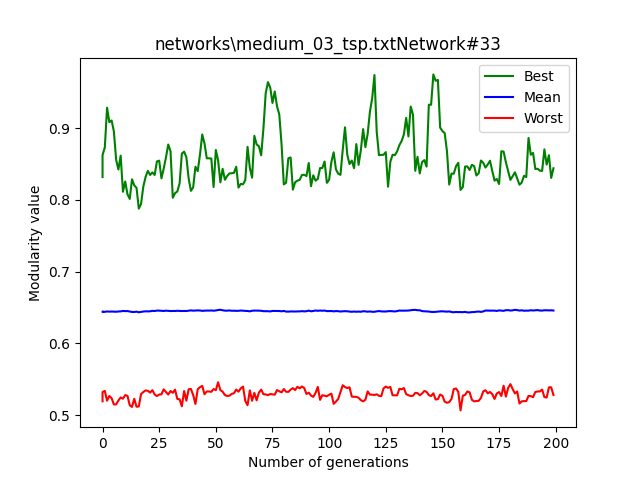 networks\medium_03_tsp.txtNetwork#33
Best
Mean
Worst
Modularity value
0.9
0.8
0.7
0.6
0.5
0
25
50
75
100
125
150
175
200
Number of generations